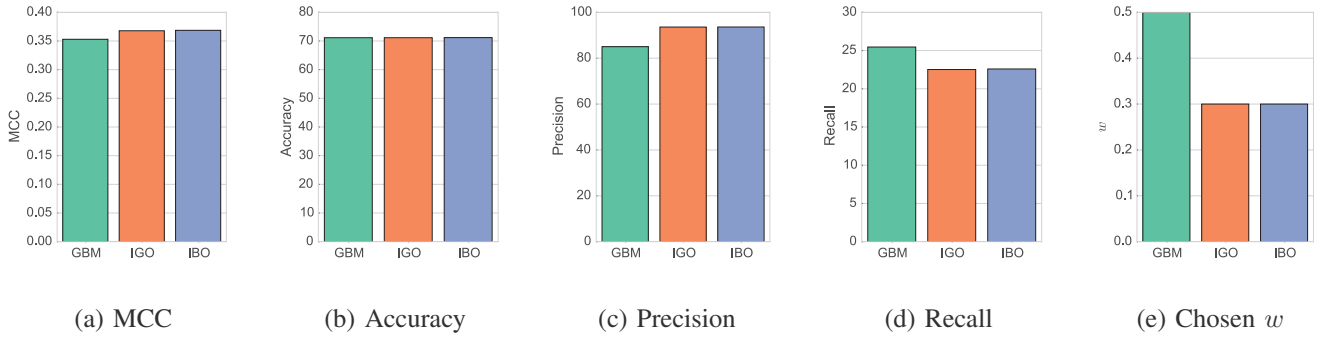 0.40
0.35
0.30
0.25
0.20
0.15
0.10
0.05
0.00
MCC
GBM IGO IBO
(a) MCC
80
70
60
50
40
30
20
10
0
Accuracy
GBM IGO IBO
(b) Accuracy
100
80
60
40
20
0
Precision
GBM IGO IBO
(c) Precision
30
25
20
15
10
5
0
Recall
GBM IGO IBO
(d) Recall
0.5
0.4
0.3
0.2
0.1
0.0
w
GBM IGO IBO
(e) Chosen w